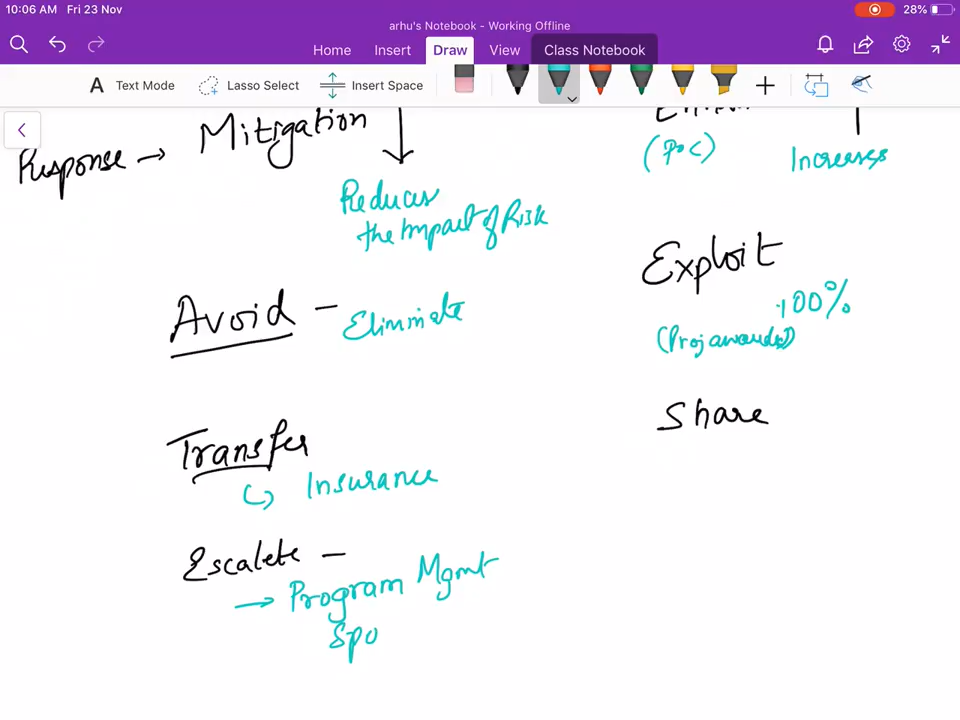 10:06 AM Fri 23 Nov
28%
arhu's Notebook - Working Offline
Home Insert Draw View Class Notebook
A Text Mode Lasso Select Insert Space
Response → Mitigation
Reduces
the Impact of Risk
(POC)
Increases
Exploit
100%
(Proj awarded)
Avoid - Eliminate
Share
Transfer
Insurance
Escalete -
→ Program Mgmt
Spo